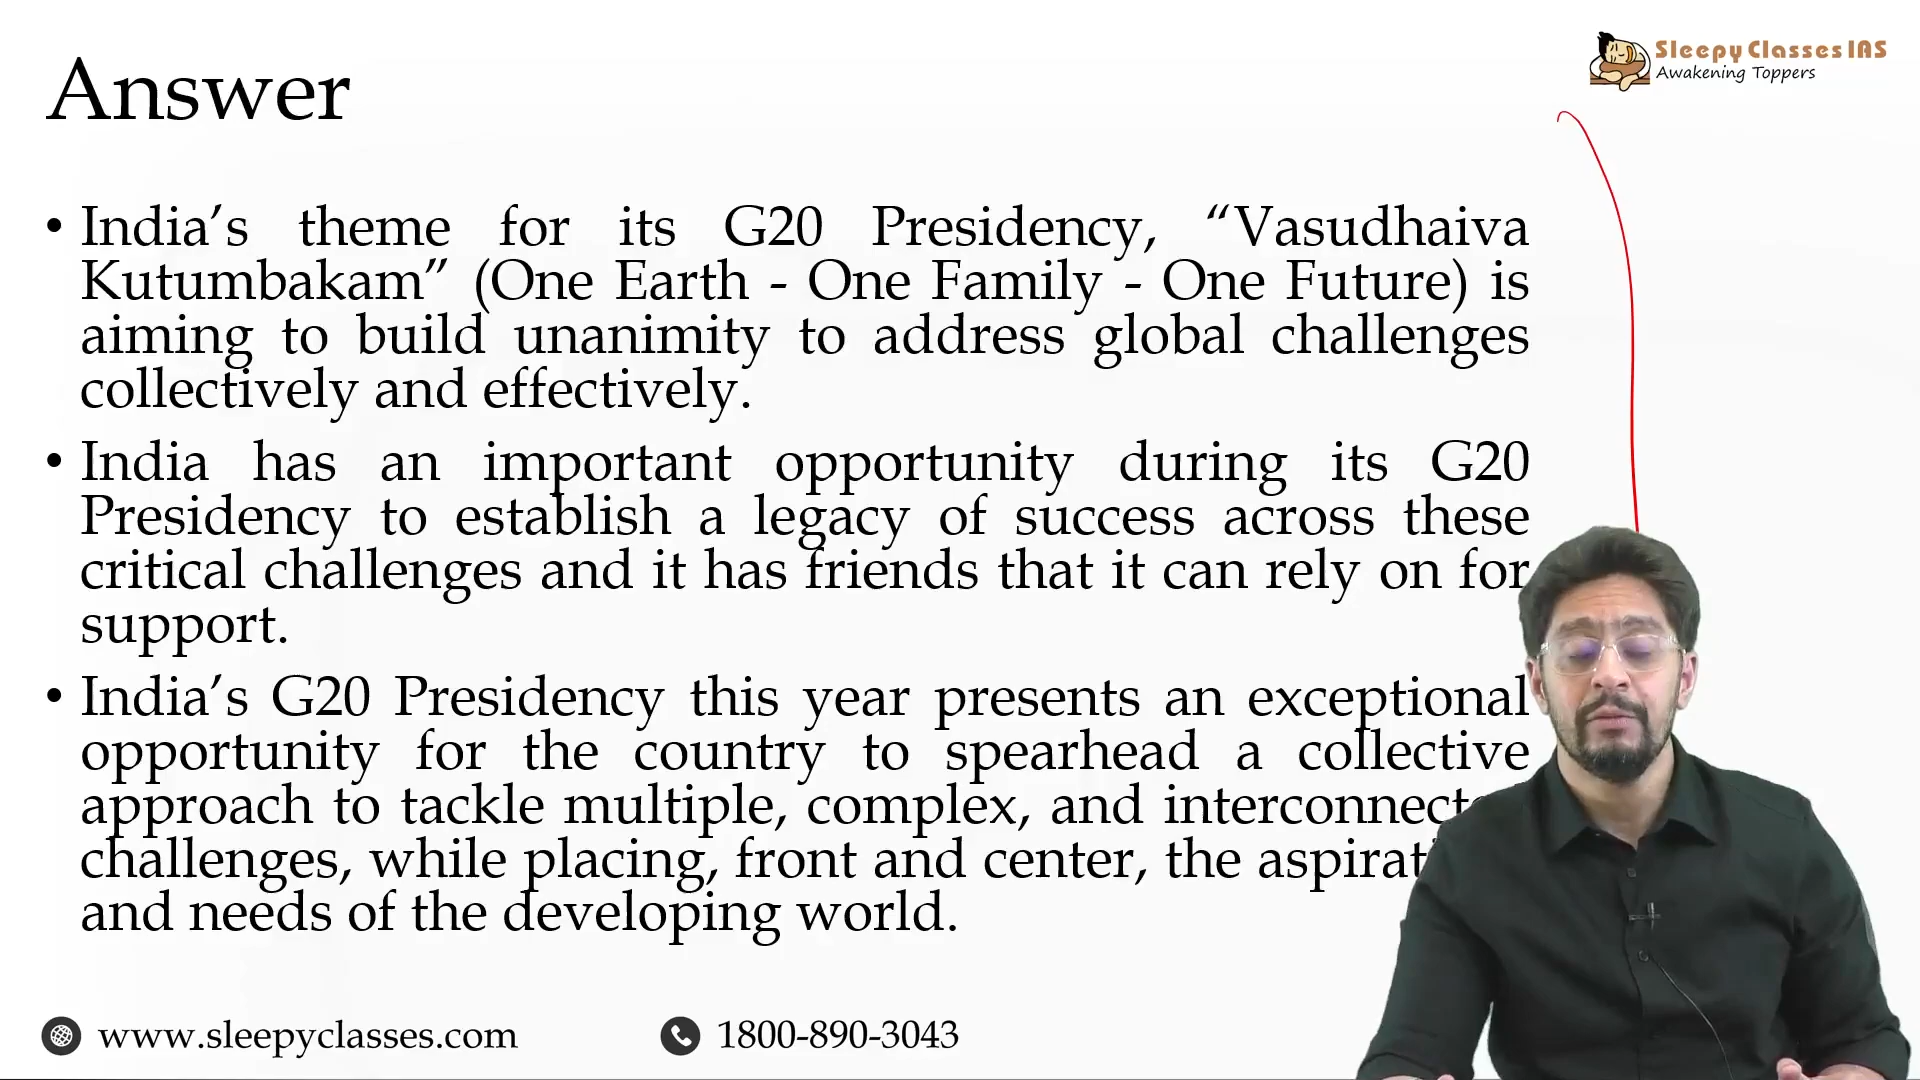 Answer
Sleepy Classes IAS
Awakening Toppers
• India’s theme for its G20 Presidency, “Vasudhaiva
Kutumbakam” (One Earth - One Family - One Future) is
aiming to build unanimity to address global challenges
collectively and effectively.
• India has an important opportunity during its G20
Presidency to establish a legacy of success across these
critical challenges and it has friends that it can rely on for
support.
• India’s G20 Presidency this year presents an exceptional
opportunity for the country to spearhead a collective
approach to tackle multiple, complex, and
challenges, while placing, front and center, the
and needs of the developing world.
www.sleepyclasses.com
1800-890-3043